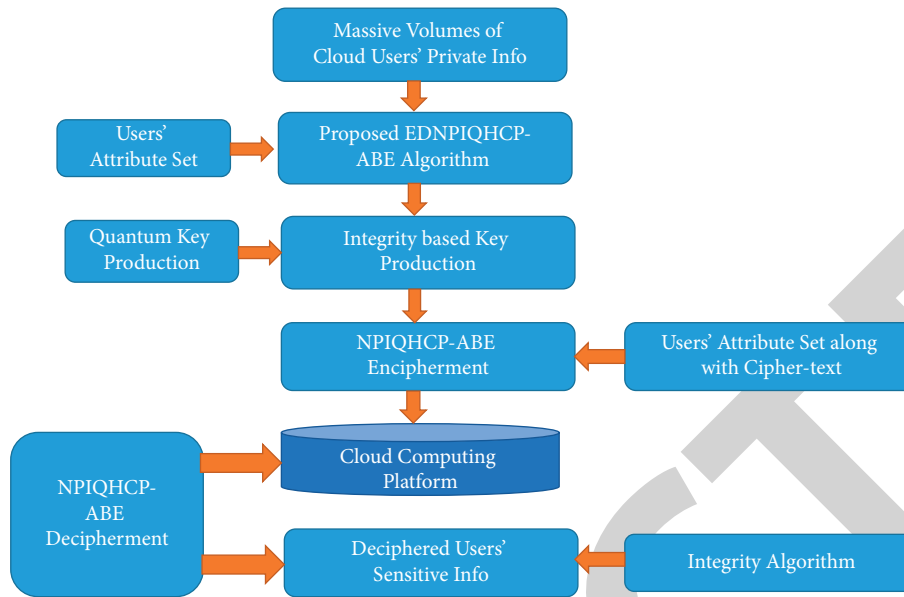 Massive Volumes of
Cloud Users' Private Info
Users'
Attribute Set
Proposed EDNPIQHCP-
ABE Algorithm
Quantum Key
Production
Integrity based Key
Production
NPIQHCP-ABE
Encipherment
Users' Attribute Set along
with Cipher-text
Cloud Computing
Platform
NPIQHCP-
ABE
Decipherment
Deciphered Users'
Sensitive Info
Integrity Algorithm